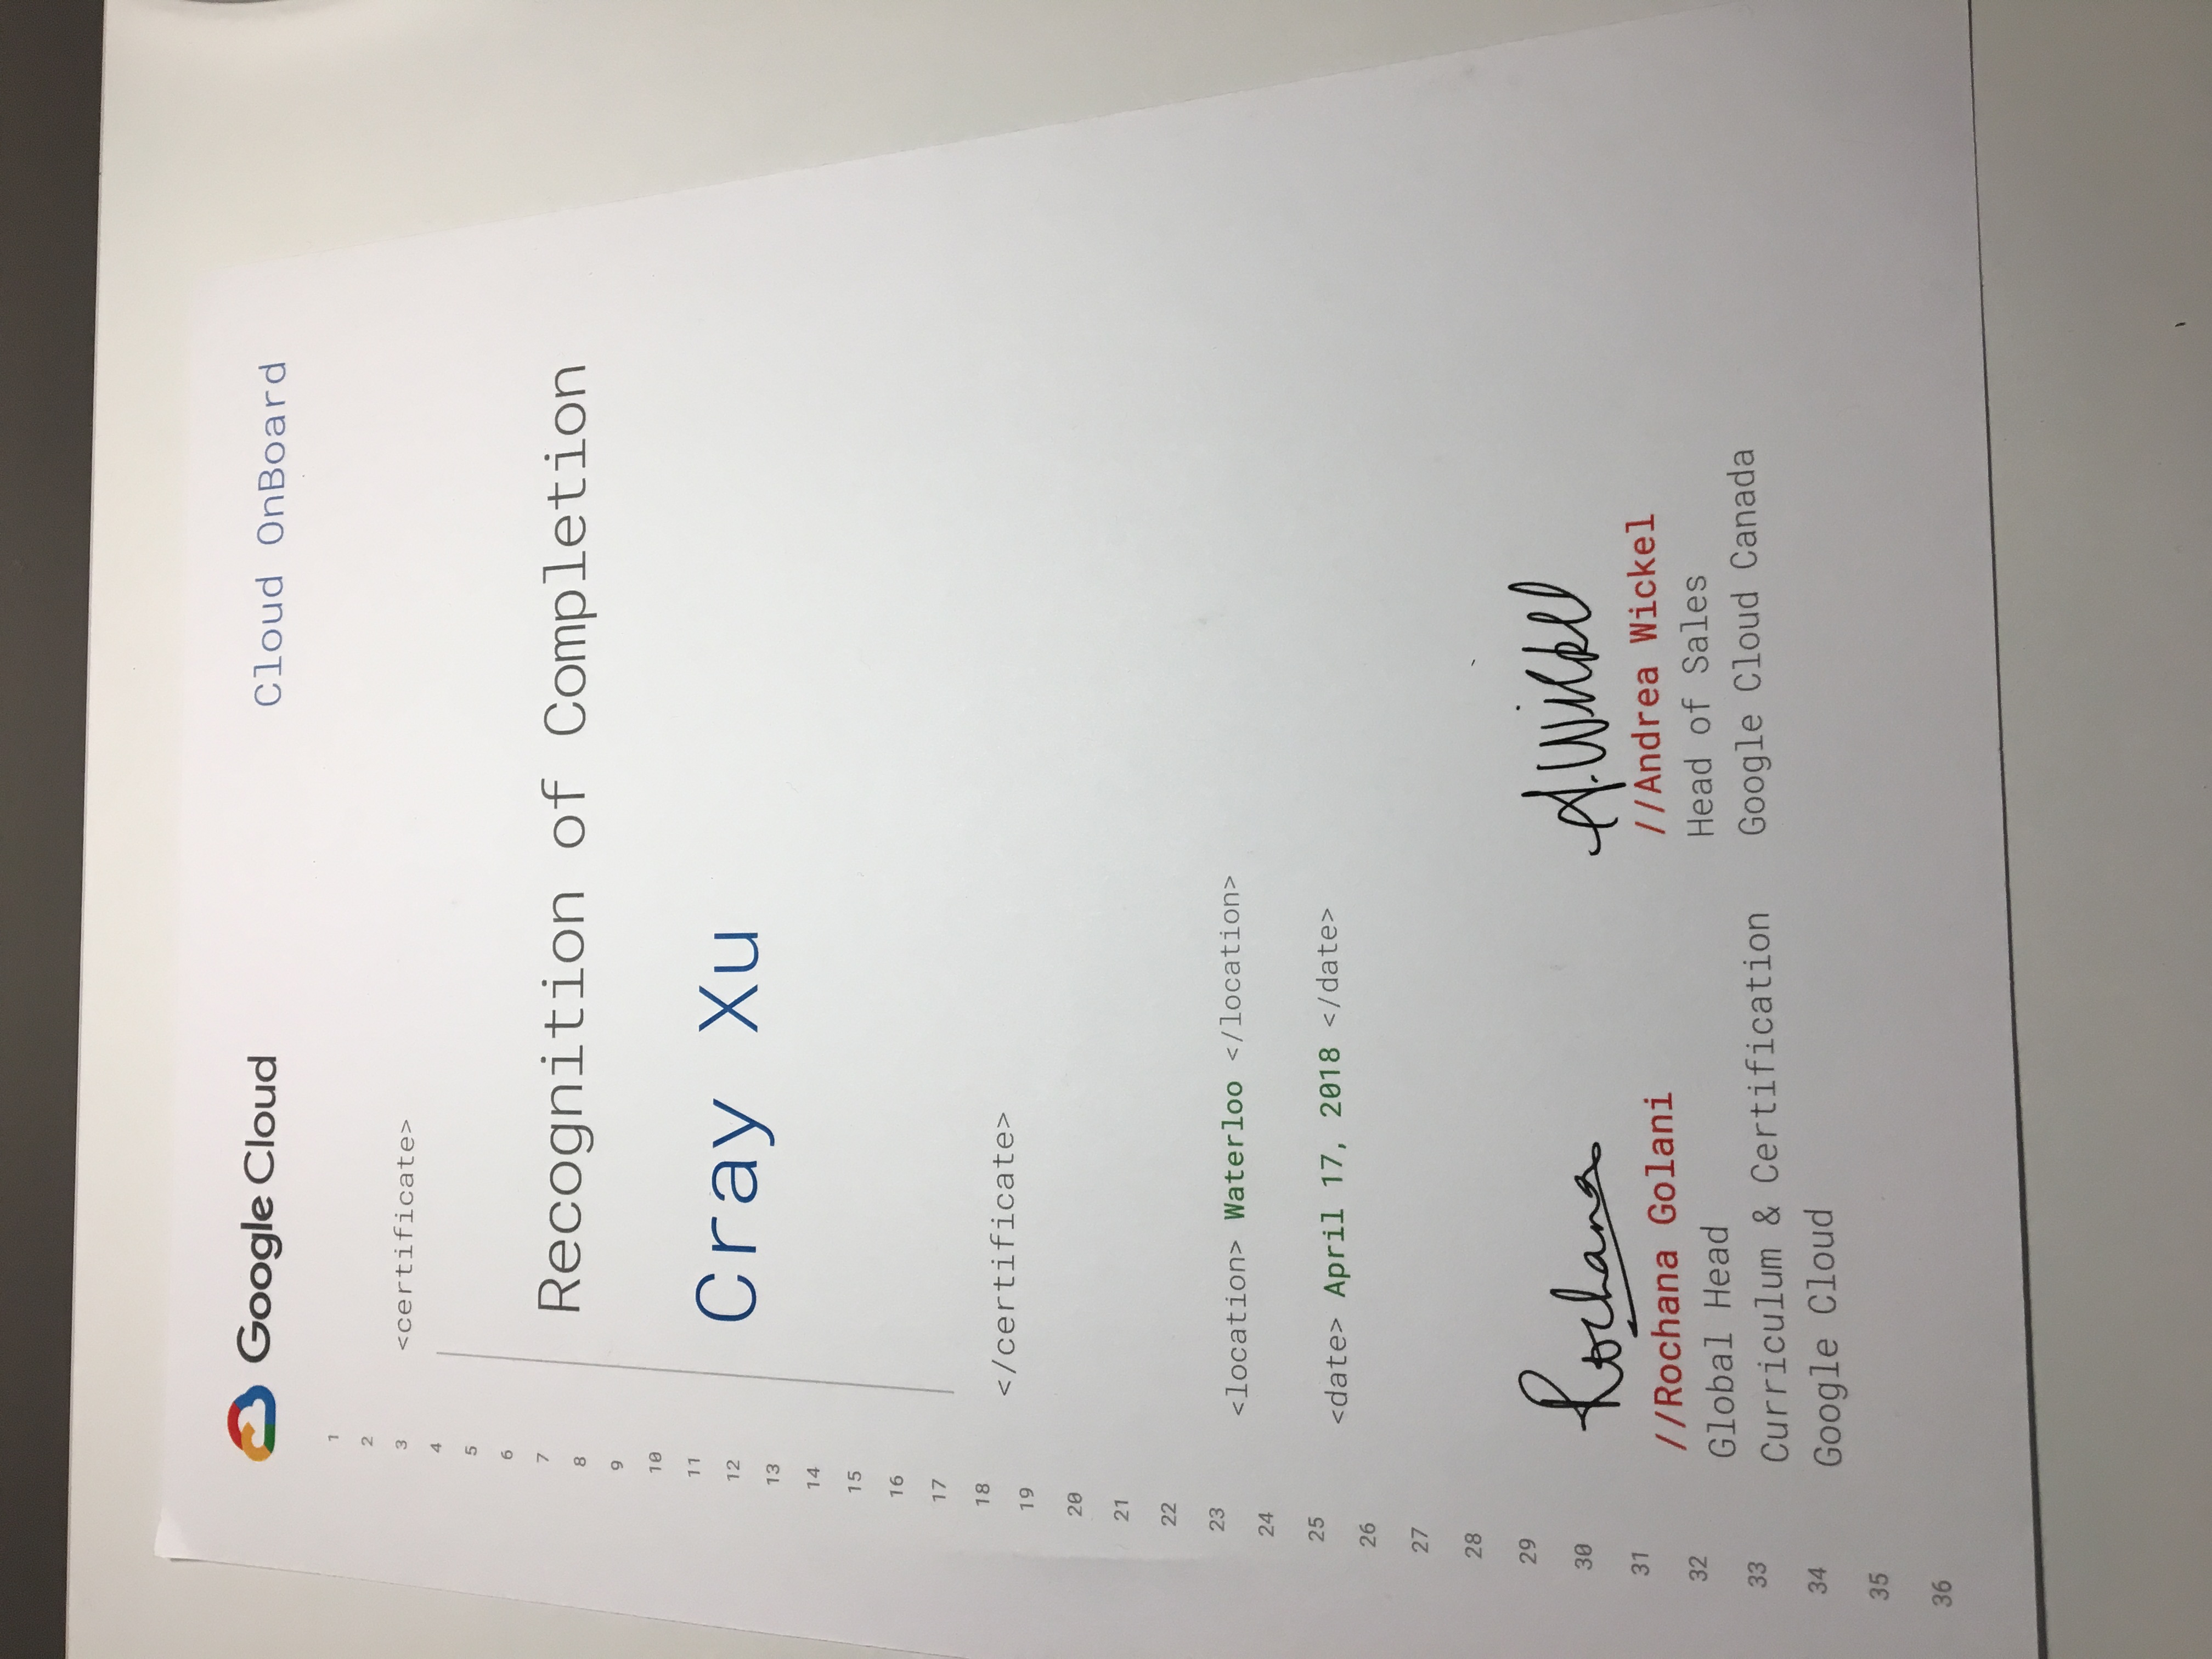 Google Cloud
Cloud OnBoard
1
2
3 <certificate>
4
5
6
7 Recognition of Completion
8
9
10
11
12 Cray Xu
13
14
15
16
17
18 </certificate>
19
20
21
22
23 <location> Waterloo </location>
24
25 <date> April 17, 2018 </date>
26
27
28
29
30 Rochana
A.Wickel
31 //Rochana Golani
32 Global Head
33 Curriculum & Certification
34 Google Cloud
//Andrea Wickel
Head of Sales
Google Cloud Canada
35
36